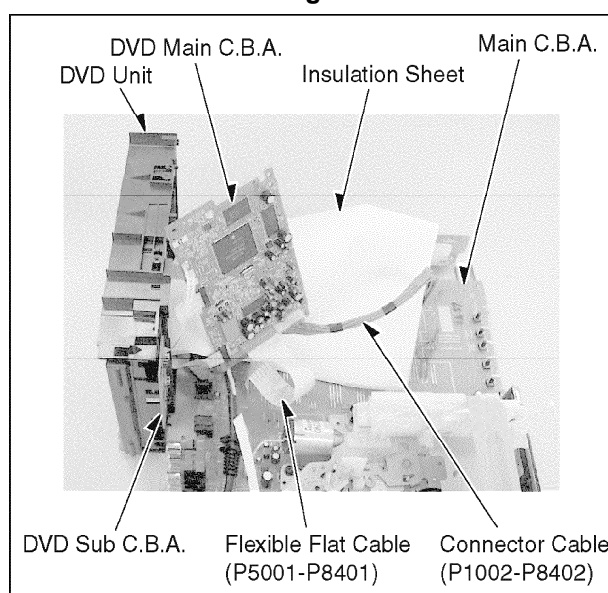 DVD Main C.B.A.
Main C.B.A.
DVD Unit
Insulation Sheet
DVD Sub C.B.A.
Flexible Flat Cable
(P5001-P8401)
Connector Cable
(P1002-P8402)